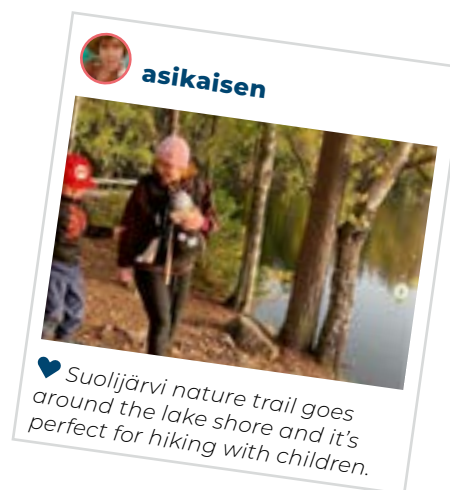 asikaisen
Suolijärvi nature trail goes
around the lake shore and it’s
perfect for hiking with children.